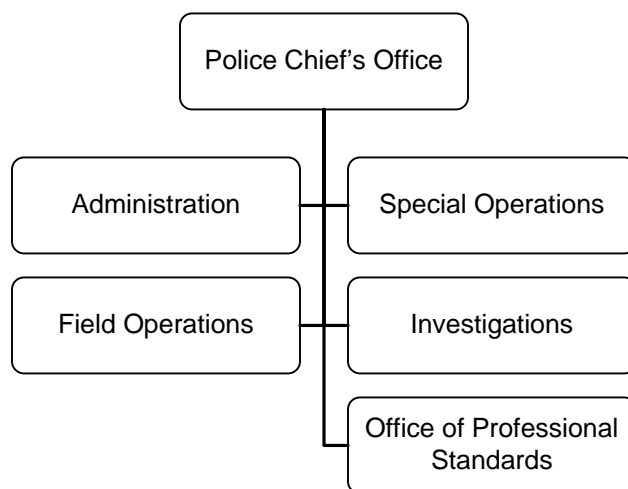 Police Chief’s Office
Administration
Special Operations
Field Operations
Investigations
Office of Professional
Standards